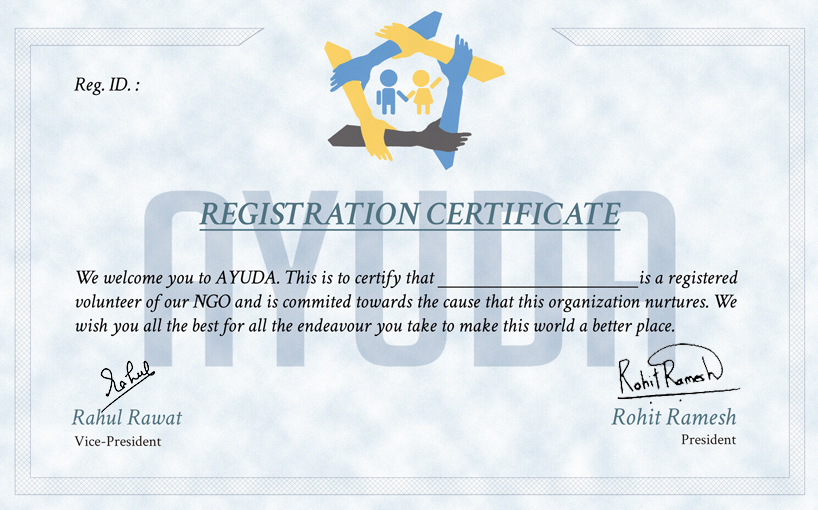 Reg. ID. :
AYUDA
REGISTRATION CERTIFICATE
We welcome you to AYUDA. This is to certify that ____________________ is a registered
volunteer of our NGO and is commited towards the cause that this organization nurtures. We
wish you all the best for all the endeavour you take to make this world a better place.
Rahul
Rohit Ramesh
Rahul Rawat
Rohit Ramesh
Vice-President
President